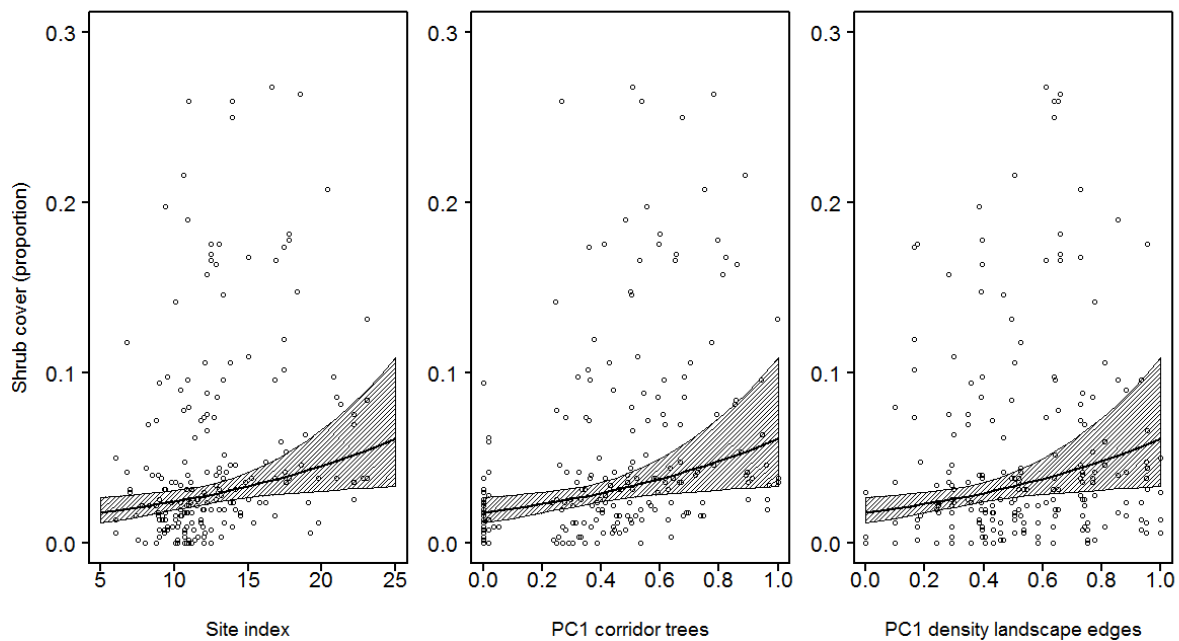 0.3
0.2
0.1
0.0
Shrub cover (proportion)
5 10 15 20 25
Site index
0.3
0.2
0.1
0.0
0.0 0.2 0.4 0.6 0.8 1.0
PC1 corridor trees
0.3
0.2
0.1
0.0
0.0 0.2 0.4 0.6 0.8 1.0
PC1 density landscape edges